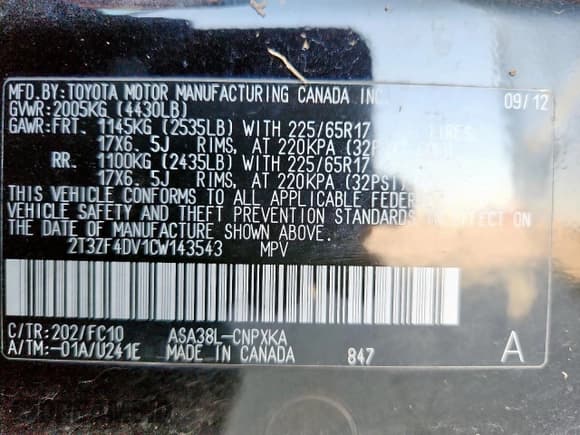 MFD.BY:TOYOTA MOTOR MANUFACTURING CANADA INC. 09/12
GVWR:2005KG (4430LB)
GAWR:FRT. 1145KG (2535LB) WITH 225/65R17 TIRES
17X6. 5J RIMS, AT 220KPA (32PSI
RR. 1100KG (2435LB) WITH 225/65R17
17X6. 5J RIMS, AT 220KPA (32PSI)
THIS VEHICLE CONFORMS TO ALL APPLICABLE FEDERAL
VEHICLE SAFETY AND THEFT PREVENTION STANDARDS IN EFFECT ON
THE DATE OF MANUFACTURE SHOWN ABOVE.
2T3ZF4DV1CW143543 MPV
C/TR:202/FC10 ASA38L-CNPXKA
A/TM:-01A/U241E MADE IN CANADA 847 A